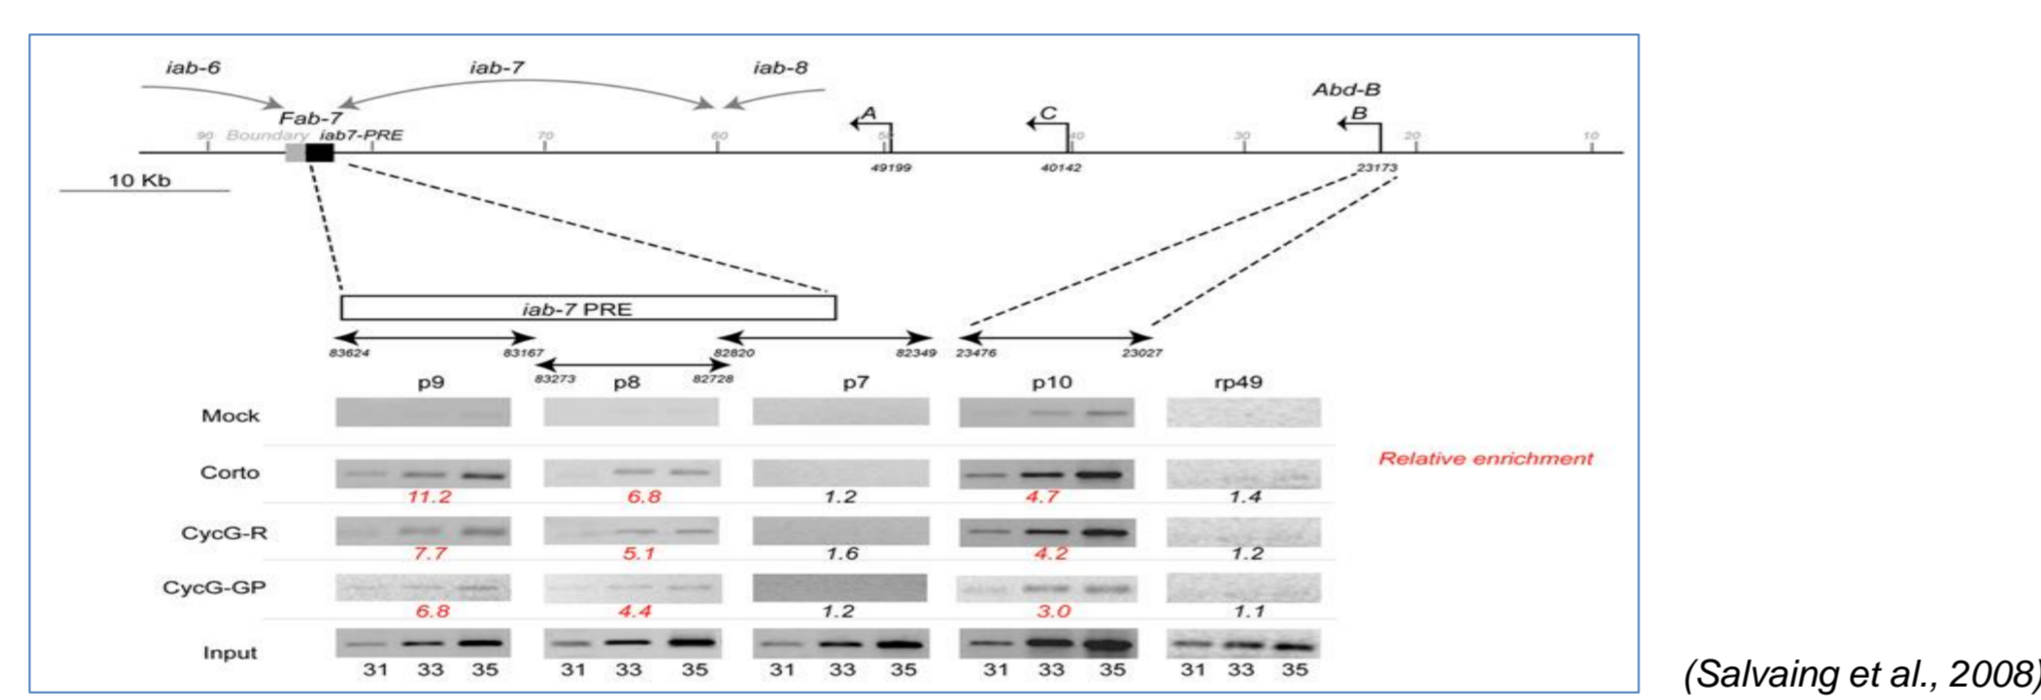 iab-6 iab-7 iab-8
Abd-B
Fab-7 A C B
90 Boundary iab7-PRE 70 60 50 40 30 20 10
49199 40142 23173
10 Kb
iab-7 PRE
83624 83167 82820 82349 23476 23027
83273 p8 82728
p9 p7 p10 rp49
Mock
Relative enrichment
Corto
11.2 6.8 1.2 4.7 1.4
CycG-R
7.7 5.1 1.6 4.2 1.2
CycG-GP
6.8 4.4 1.2 3.0 1.1
Input
31 33 35 31 33 35 31 33 35 31 33 35 31 33 35
(Salvaing et al., 2008)